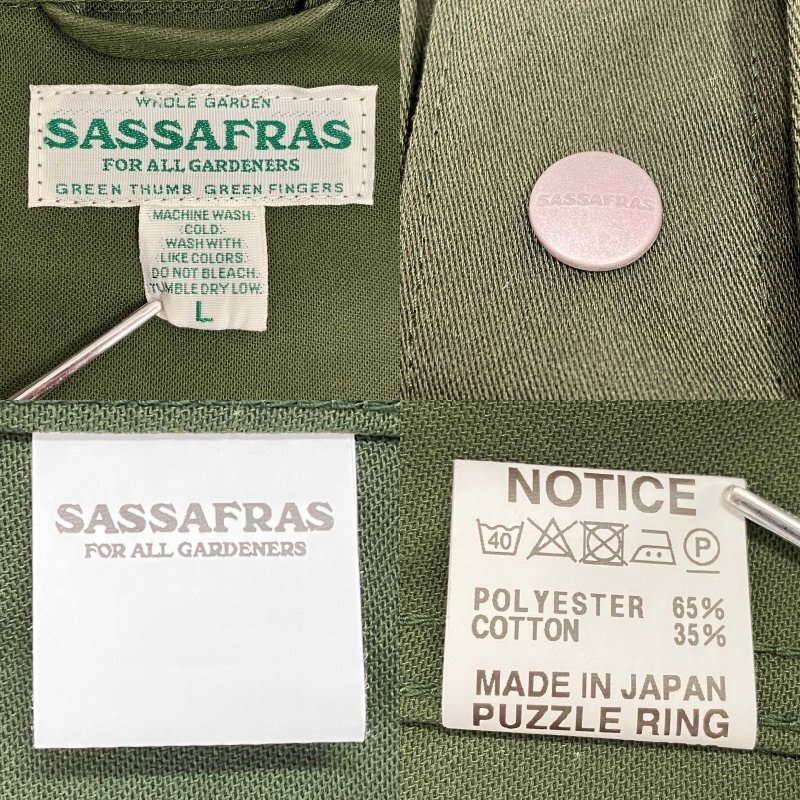 WHOLE GARDEN
SASSAFRAS
FOR ALL GARDENERS
GREEN THUMB GREEN FINGERS
MACHINE WASH
COLD.
WASH WITH
LIKE COLORS.
DO NOT BLEACH.
TUMBLE DRY LOW.
L
SASSAFRAS
SASSAFRAS
FOR ALL GARDENERS
NOTICE
40 P
POLYESTER 65%
COTTON 35%
MADE IN JAPAN
PUZZLE RING